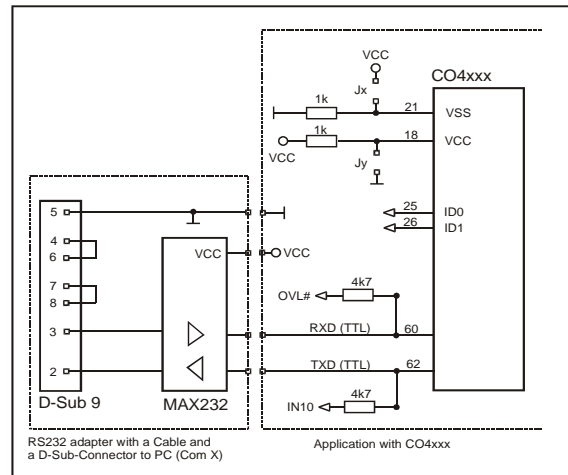 VCC
CO4xxx
Jx
1k
21
VSS
1k
18
VCC
VCC
Jy
5
25
ID0
4
26
ID1
6
VCC
VCC
7
4k7
8
OVL#
3
RXD (TTL)
60
TXD (TTL)
62
2
4k7
D-Sub 9
MAX232
IN10
RS232 adapter with a Cable and
a D-Sub-Connector to PC (Com X)
Application with CO4xxx